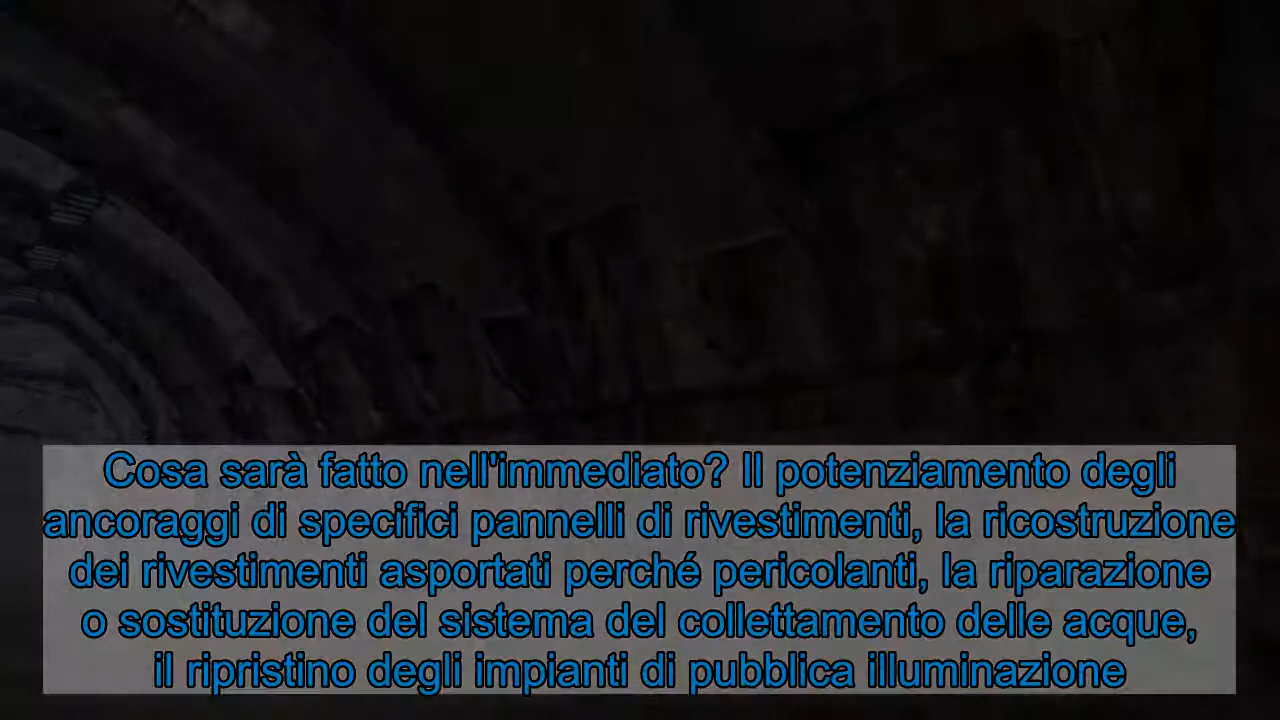 Cosa sarà fatto nell'immediato? Il potenziamento degli
ancoraggi di specifici pannelli di rivestimenti, la ricostruzione
dei rivestimenti asportati perché pericolanti, la riparazione
o sostituzione del sistema del collettamento delle acque,
il ripristino degli impianti di pubblica illuminazione